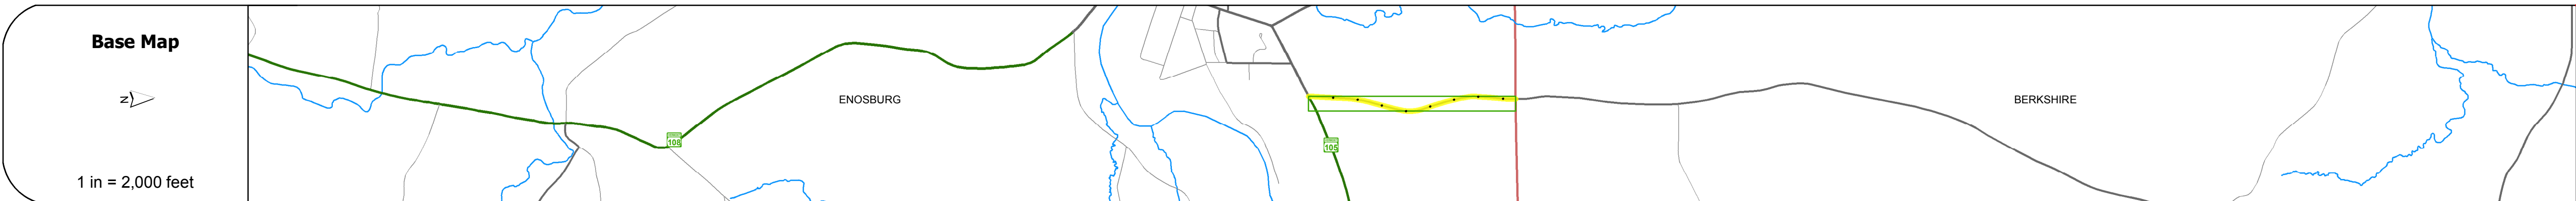 Base Map
N
1 in = 2,000 feet
ENOSBURG
108
105
BERKSHIRE